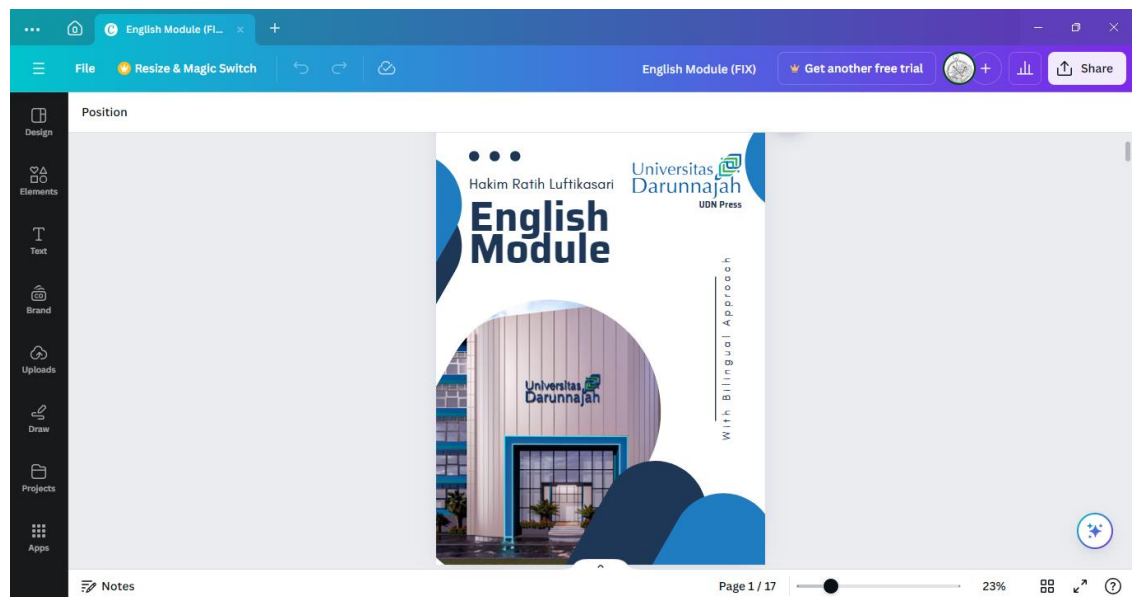 English Module (FI...
File
Resize & Magic Switch
English Module (FIX)
Get another free trial
Share
Design
Elements
Text
Brand
Uploads
Draw
Projects
Apps
Position
Hakim Ratih Luftikasari
English
Module
Universitas
Darunnajah
UDN Press
With Bilingual Approach
Universitas
Darunnajah
Notes
Page 1 / 17
23%